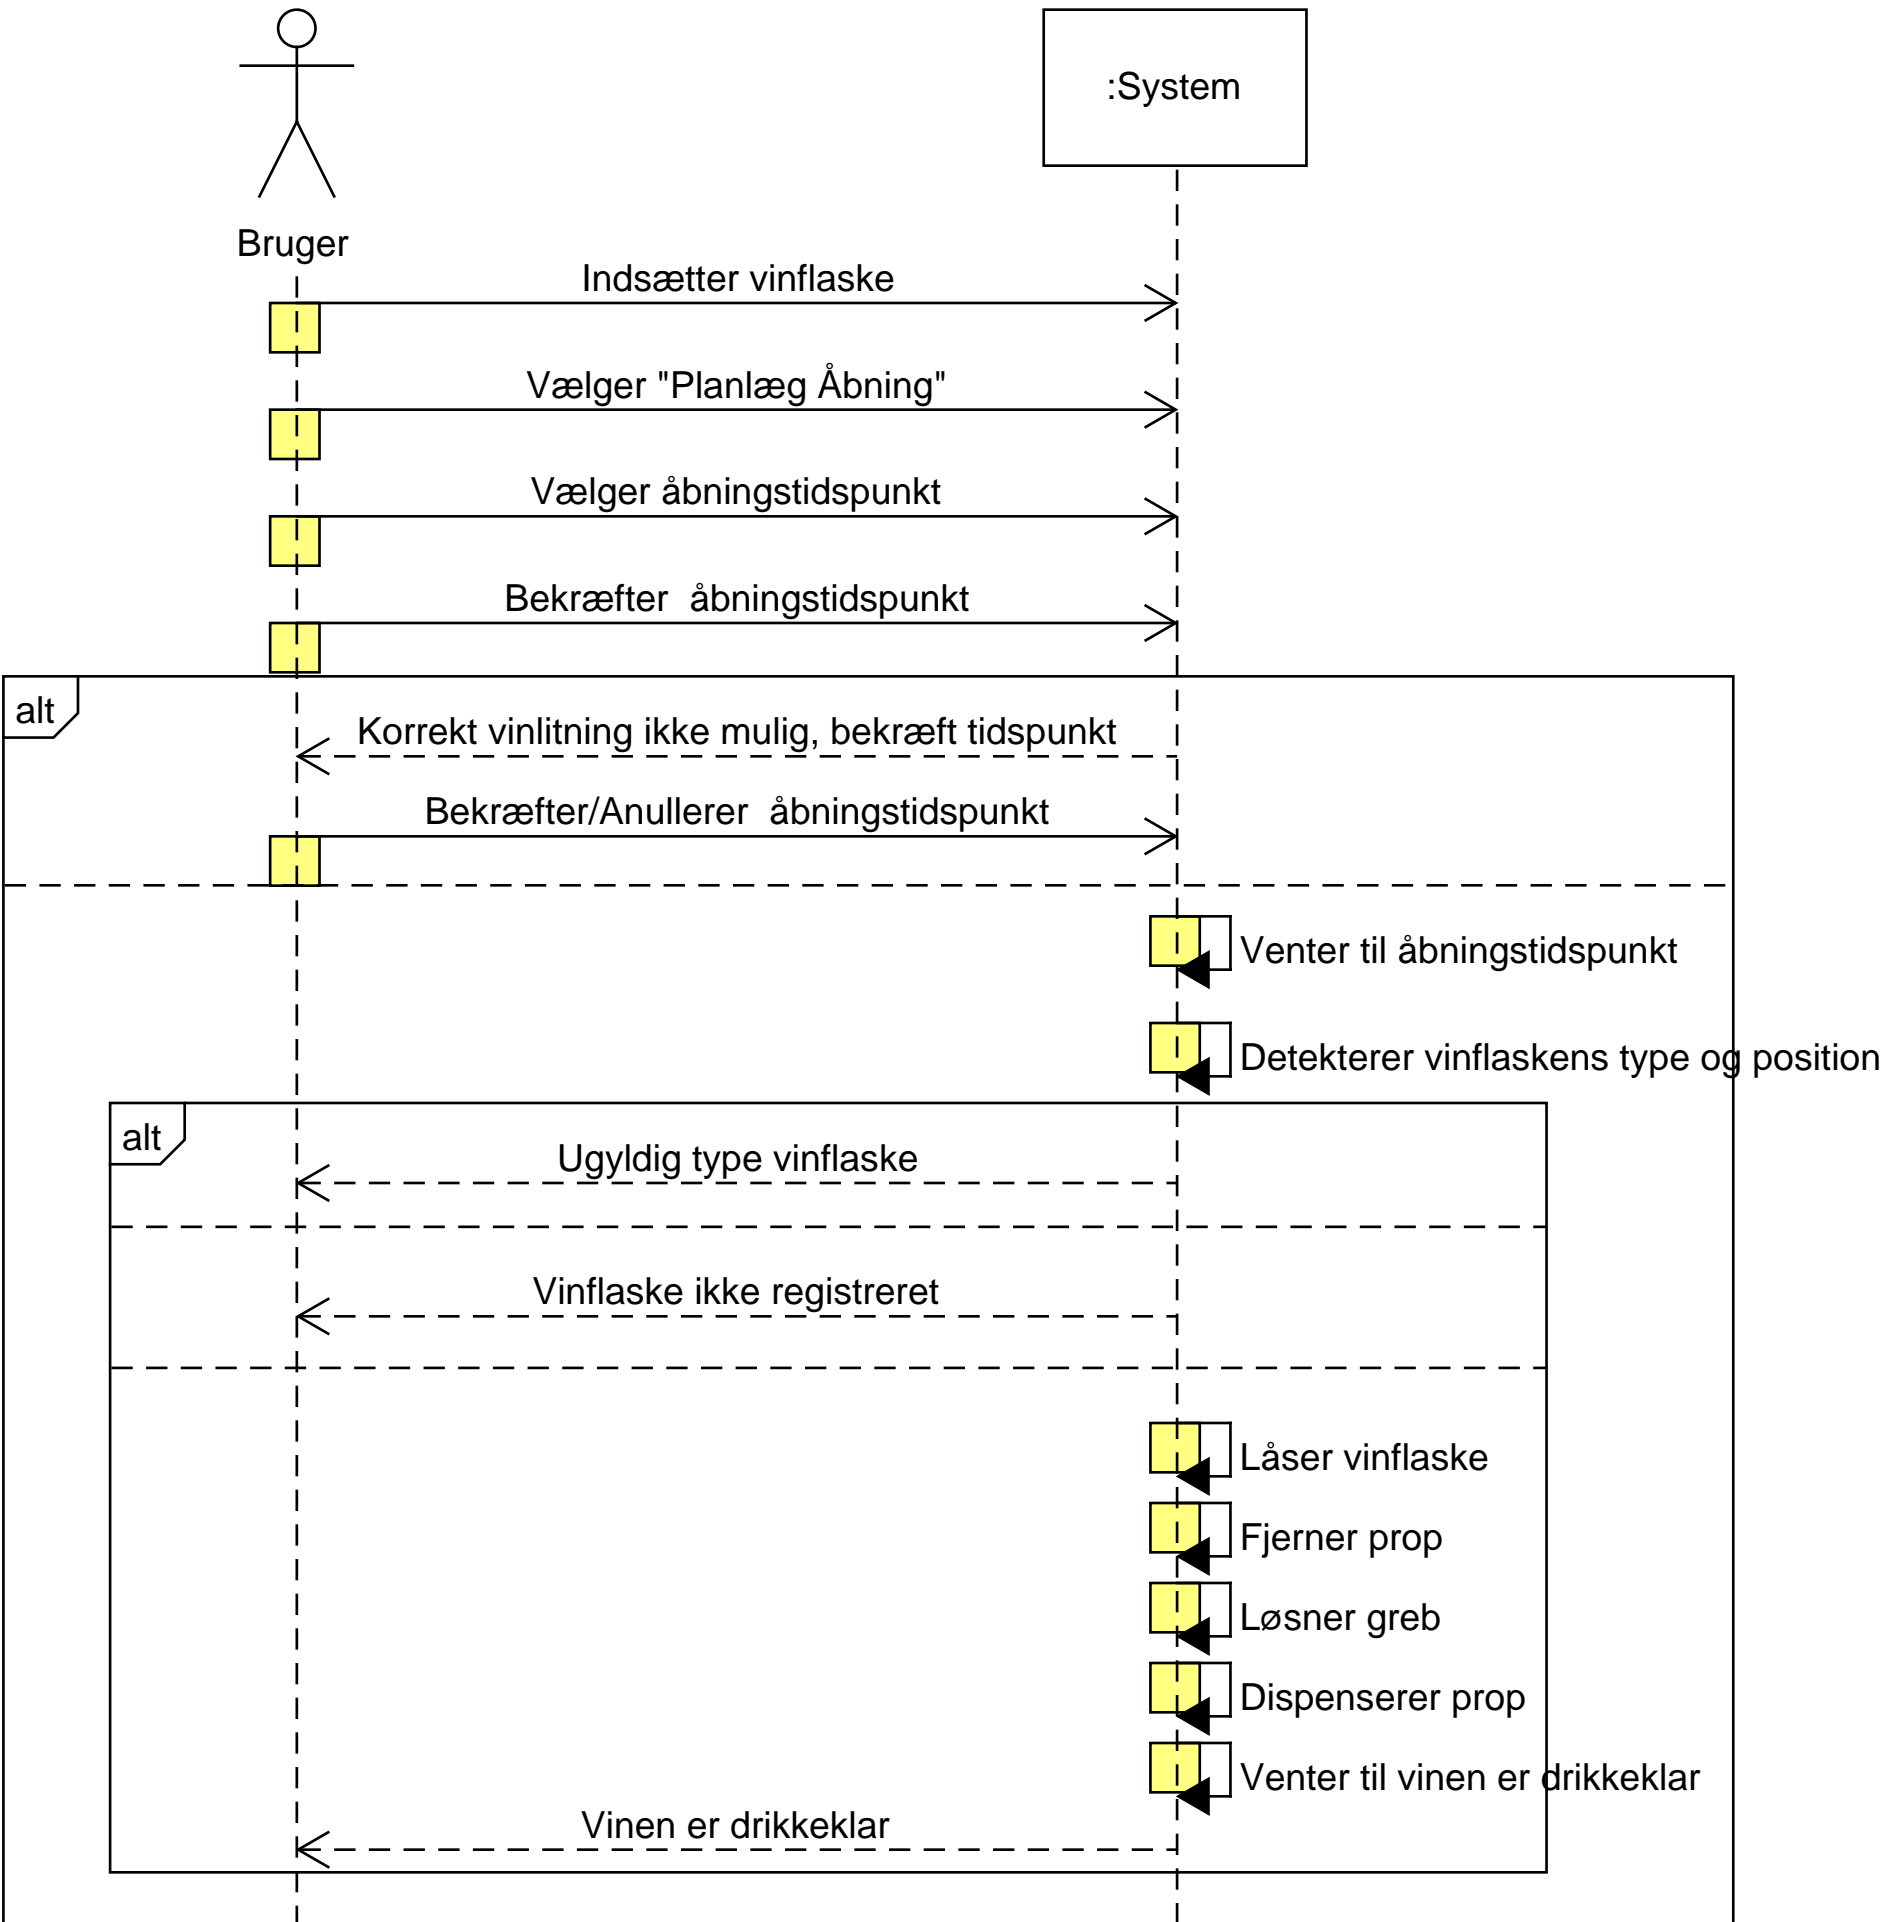 :System
Bruger
Indsætter vinflaske
Vælger "Planlæg Åbning"
Vælger åbningstidspunkt
Bekræfter  åbningstidspunkt
alt
Korrekt vinlitning ikke mulig, bekræft tidspunkt
Bekræfter/Anullerer  åbningstidspunkt
Venter til åbningstidspunkt
Detekterer vinflaskens type og position
alt
Ugyldig type vinflaske
Vinflaske ikke registreret
Låser vinflaske
Fjerner prop
Løsner greb
Dispenserer prop
Venter til vinen er drikkeklar
Vinen er drikkeklar